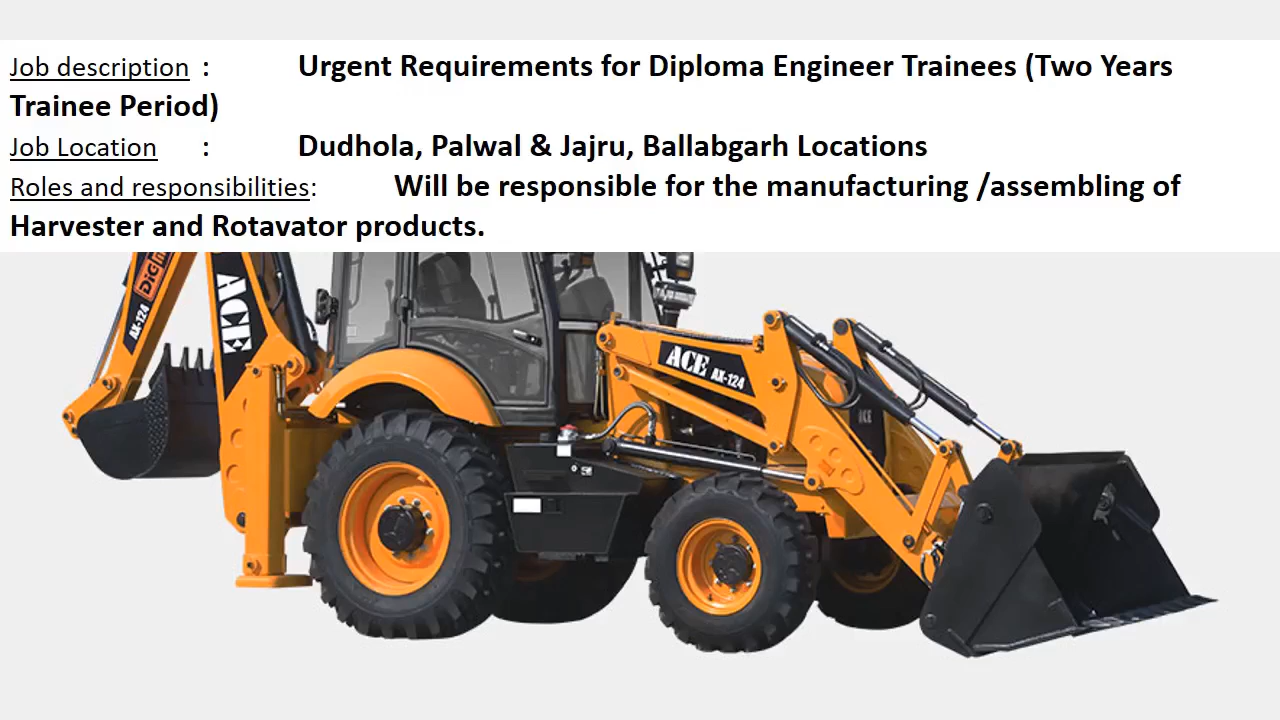 Job description : Urgent Requirements for Diploma Engineer Trainees (Two Years
Trainee Period)
Job Location : Dudhola, Palwal & Jajru, Ballabgarh Locations
Roles and responsibilities: Will be responsible for the manufacturing /assembling of
Harvester and Rotavator products.
ACE
AX-124
ACE AX-124
ACE